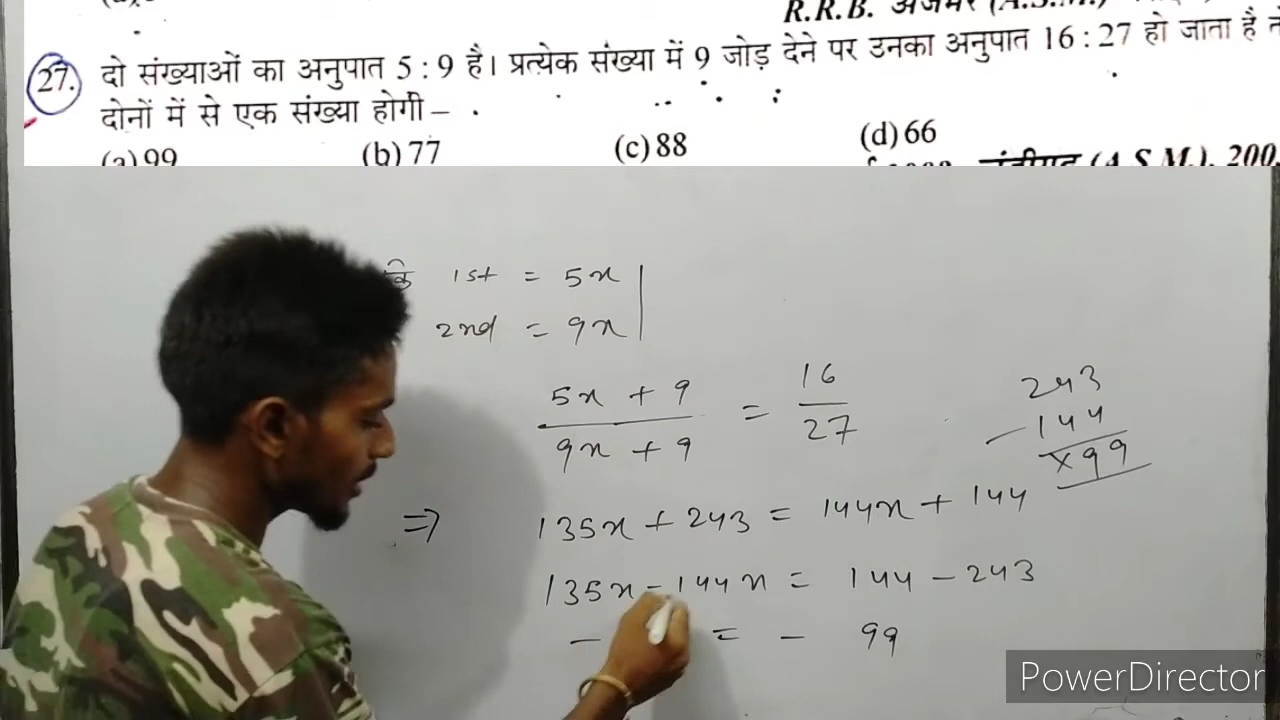 R.R.B. अजमेर (A.S.M.)
27. दो संख्याओं का अनुपात 5 : 9 है। प्रत्येक संख्या में 9 जोड़ देने पर उनका अनुपात 16 : 27 हो जाता है
दोनों में से एक संख्या होगी –
(a) 99 (b) 77 (c) 88 (d) 66
(A.S.M.), 200
1st = 5x
2nd = 9x
5x + 9 / 9x + 9 = 16 / 27
243
- 144
x99
⇒ 135x + 243 = 144x + 144
135x - 144x = 144 - 243
- = - 99
PowerDirector